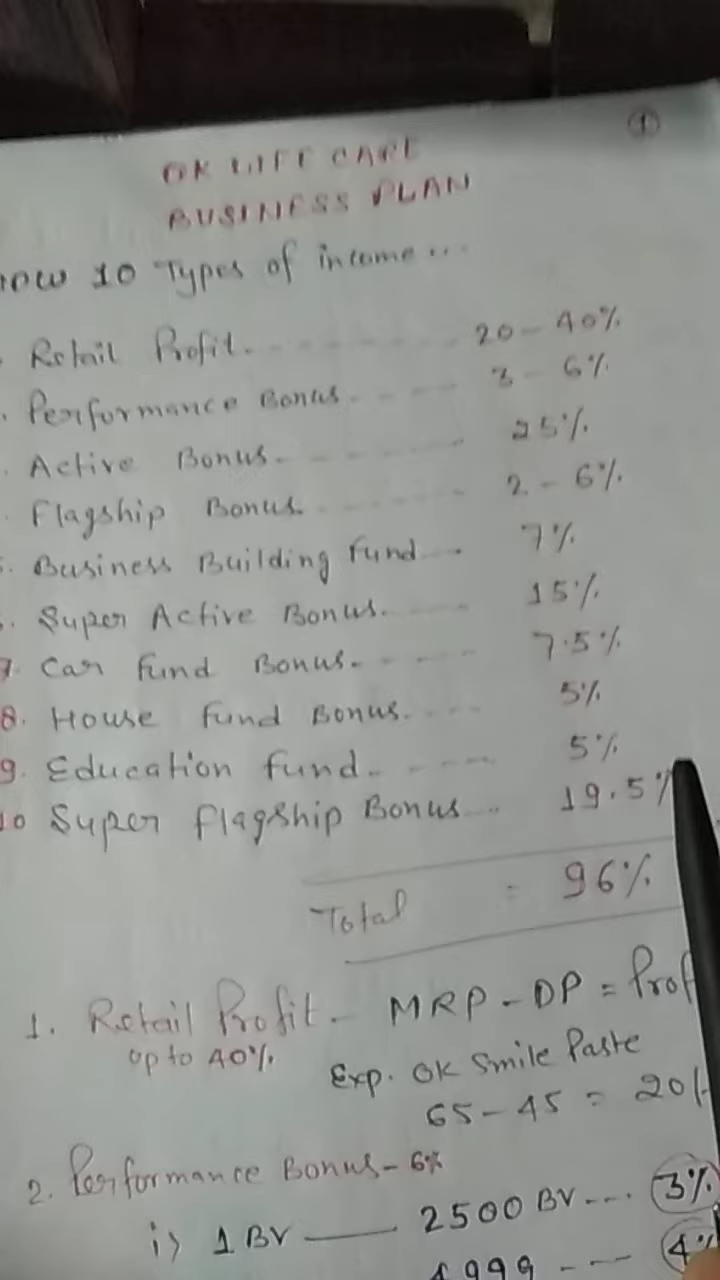 ①
OK LIFE CARE
BUSINESS PLAN
now 10 Types of income...
Retail Profit. 20 - 40%
Performance Bonus 3 - 6%
Active Bonus 25%
Flagship Bonus. 2 - 6%
Business Building Fund 7%
Super Active Bonus. 15%
7. Car fund Bonus. 7.5%
8. House fund Bonus. 5%
9. Education fund. 5%
10 Super flagship Bonus 19.5%
Total = 96%
1. Retail Profit - MRP - DP = Prof
upto 40%
Exp. OK Smile Paste
65 - 45 = 20/-
2. Performance Bonus - 6%
i) 1 BV — 2500 BV --- 3%
4999 --- 4%